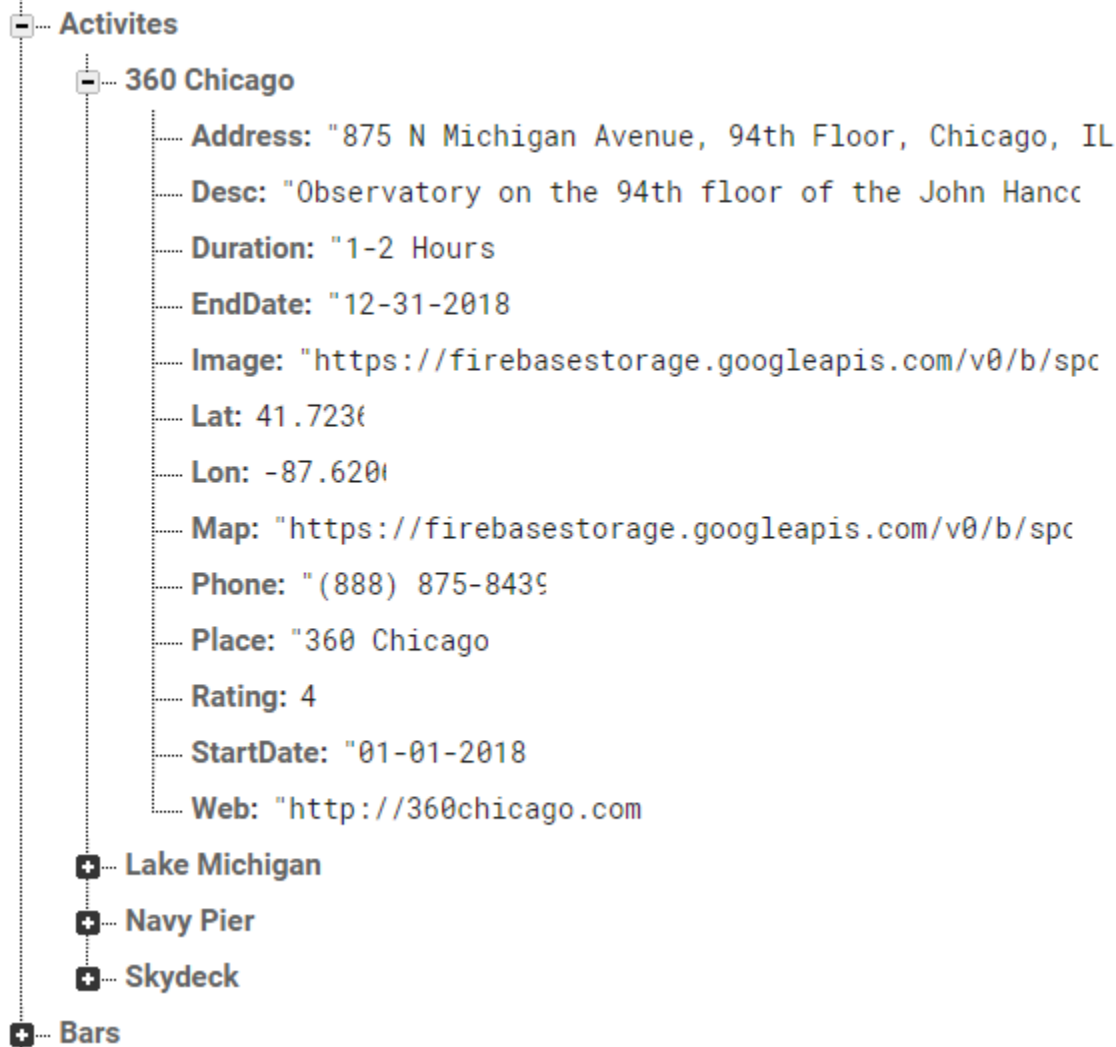 Activites
360 Chicago
Address: "875 N Michigan Avenue, 94th Floor, Chicago, IL
Desc: "Observatory on the 94th floor of the John Hancc
Duration: "1-2 Hours
EndDate: "12-31-2018
Image: "https://firebasestorage.googleapis.com/v0/b/spc
Lat: 41.7236
Lon: -87.620
Map: "https://firebasestorage.googleapis.com/v0/b/spc
Phone: "(888) 875-8439
Place: "360 Chicago
Rating: 4
StartDate: "01-01-2018
Web: "http://360chicago.com
Lake Michigan
Navy Pier
Skydeck
Bars